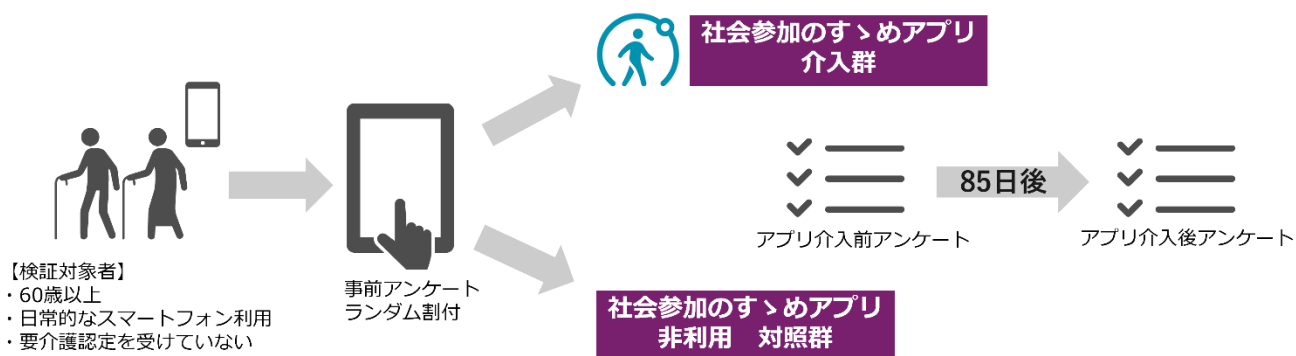 【検証対象者】
・60歳以上
・日常的なスマートフォン利用
・要介護認定を受けていない
事前アンケート
ランダム割付
社会参加のすゝめアプリ
介入群
社会参加のすゝめアプリ
非利用　対照群
アプリ介入前アンケート
85日後
アプリ介入後アンケート